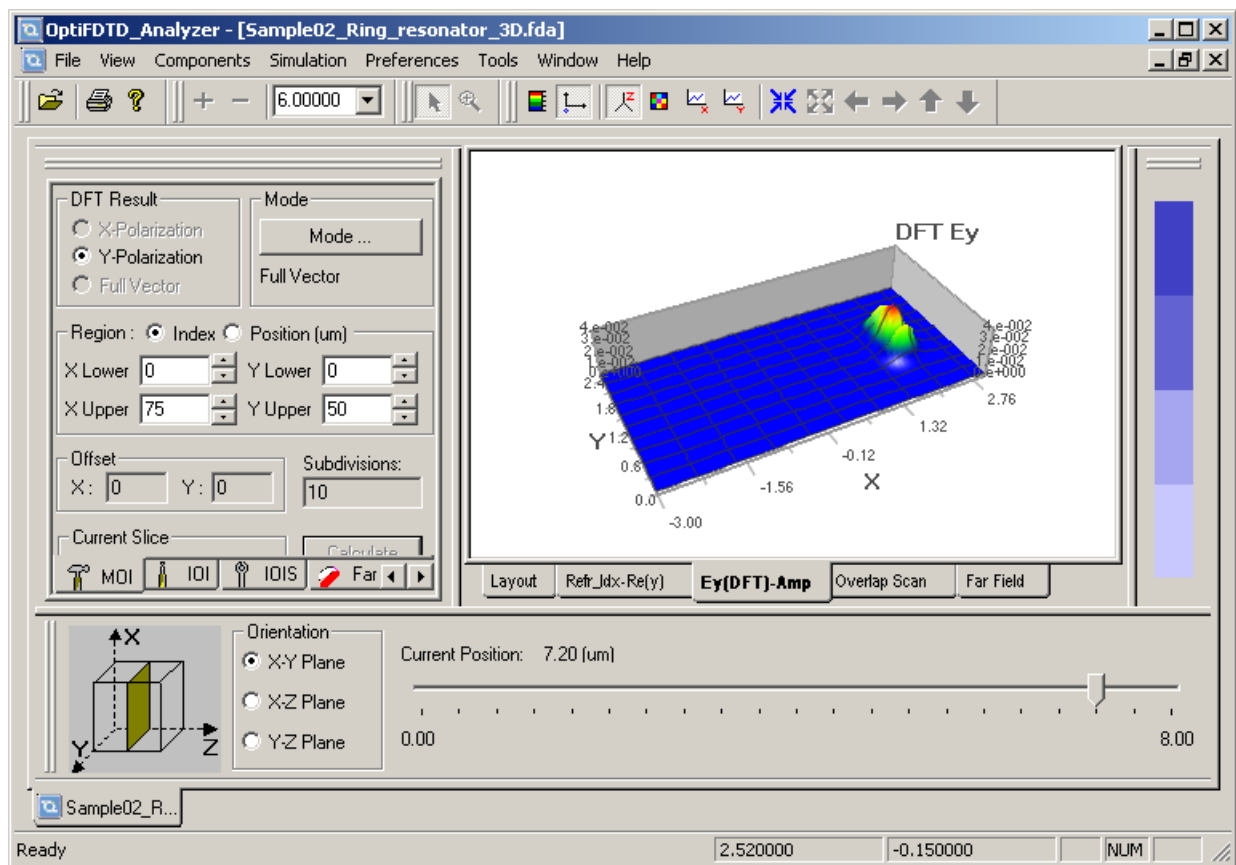 OptiFDTD_Analyzer - [Sample02_Ring_resonator_3D.fda]
File View Components Simulation Preferences Tools Window Help
6.00000
DFT Result
X-Polarization
Y-Polarization
Full Vector
Mode
Mode ...
Full Vector
Region : Index Position (um)
X Lower 0 Y Lower 0
X Upper 75 Y Upper 50
Offset
X : 0 Y : 0
Subdivisions:
10
Current Slice
Calculate
MOI IOI IOIS Far
DFT Ey
4.e-002
3.e-002
2.e-002
1.e-002
0.e+000
2.4
1.8
Y 1.2
0.6
0.0
4.e-002
3.e-002
2.e-002
1.e-002
0.e+000
2.76
1.32
-0.12
X
-1.56
-3.00
Layout Refr_Idx-Re(y) Ey(DFT)-Amp Overlap Scan Far Field
X
Y
Z
Orientation
X-Y Plane
X-Z Plane
Y-Z Plane
Current Position: 7.20 (um)
0.00 8.00
Sample02_R...
Ready 2.520000 -0.150000 NUM